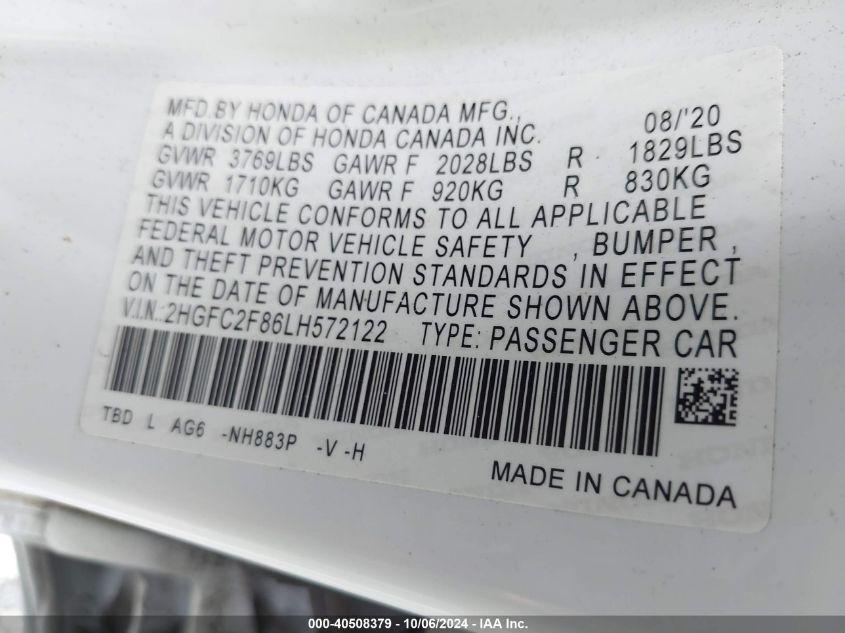 MFD.BY HONDA OF CANADA MFG., 08/'20
A DIVISION OF HONDA CANADA INC.
GVWR 3769LBS GAWR F 2028LBS R 1829LBS
GVWR 1710KG GAWR F 920KG R 830KG
THIS VEHICLE CONFORMS TO ALL APPLICABLE
FEDERAL MOTOR VEHICLE SAFETY , BUMPER ,
AND THEFT PREVENTION STANDARDS IN EFFECT
ON THE DATE OF MANUFACTURE SHOWN ABOVE.
V.I.N.:2HGFC2F86LH572122 TYPE: PASSENGER CAR
TBD L AG6 -NH883P -V -H
MADE IN CANADA
000-40508379 - 10/06/2024 - IAA Inc.